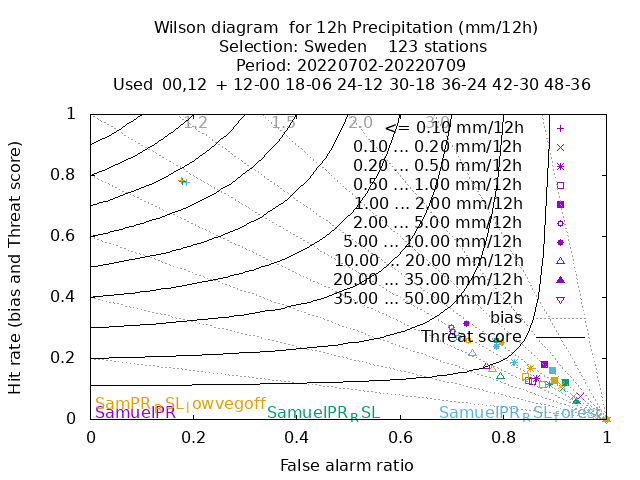 Wilson diagram  for 12h Precipitation (mm/12h)
Selection: Sweden    123 stations
Period: 20220702-20220709
Used  00,12  + 12-00 18-06 24-12 30-18 36-24 42-30 48-36
Hit rate (bias and Threat score)
1
0.8
0.6
0.4
0.2
0
1.2
1.5
2.0
3.0
<= 0.10 mm/12h
0.10 ... 0.20 mm/12h
0.20 ... 0.50 mm/12h
0.50 ... 1.00 mm/12h
1.00 ... 2.00 mm/12h
2.00 ... 5.00 mm/12h
5.00 ... 10.00 mm/12h
10.00 ... 20.00 mm/12h
20.00 ... 35.00 mm/12h
35.00 ... 50.00 mm/12h
bias
Threat score
SamPR_RSL_lowvegoff
SamuelPR
SamuelPR_RSL
SamuelPR_RSL_forest
0 0.2 0.4 0.6 0.8 1
False alarm ratio